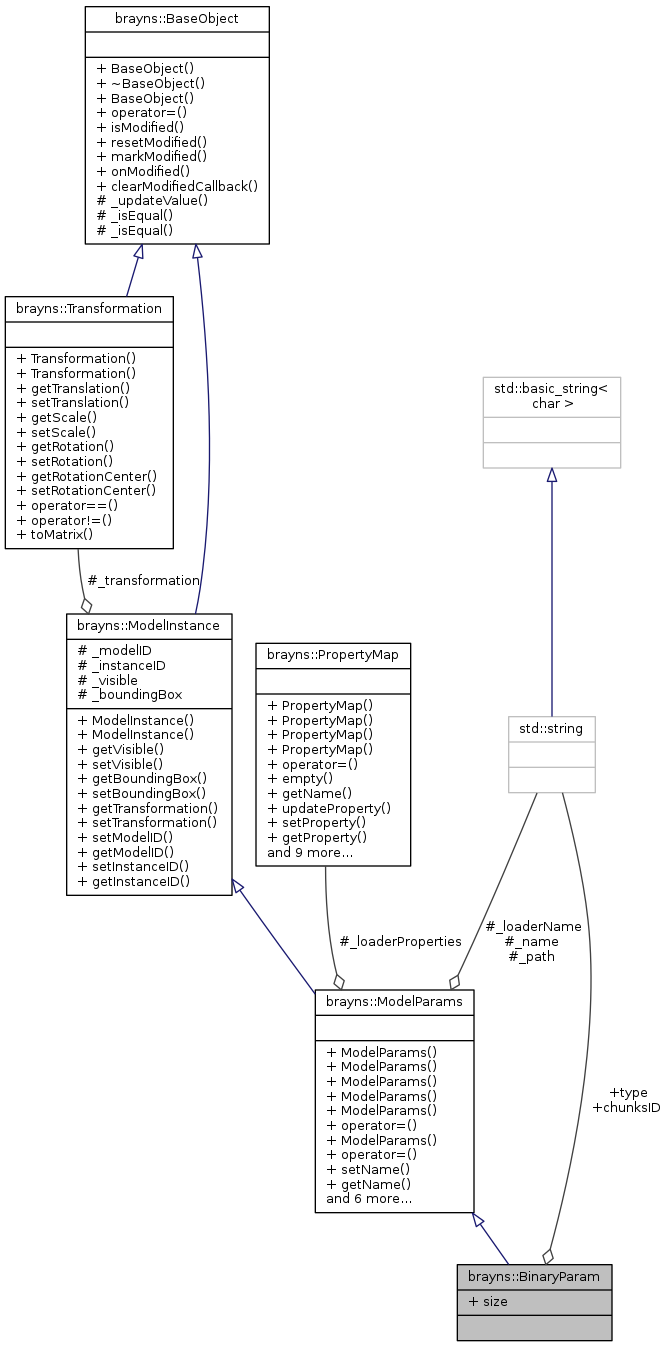 brayns::BaseObject
+ BaseObject()
+ ~BaseObject()
+ BaseObject()
+ operator=()
+ isModified()
+ resetModified()
+ markModified()
+ onModified()
+ clearModifiedCallback()
# _updateValue()
# _isEqual()
# _isEqual()
brayns::Transformation
+ Transformation()
+ Transformation()
+ getTranslation()
+ setTranslation()
+ getScale()
+ setScale()
+ getRotation()
+ setRotation()
+ getRotationCenter()
+ setRotationCenter()
+ operator==()
+ operator!=()
+ toMatrix()
std::basic_string<
char >
#_transformation
brayns::ModelInstance
# _modelID
# _instanceID
# _visible
# _boundingBox
+ ModelInstance()
+ ModelInstance()
+ getVisible()
+ setVisible()
+ getBoundingBox()
+ setBoundingBox()
+ getTransformation()
+ setTransformation()
+ setModelID()
+ getModelID()
+ setInstanceID()
+ getInstanceID()
brayns::PropertyMap
+ PropertyMap()
+ PropertyMap()
+ PropertyMap()
+ PropertyMap()
+ operator=()
+ empty()
+ getName()
+ updateProperty()
+ setProperty()
+ getProperty()
and 9 more...
std::string
#_loaderProperties
#_loaderName
#_name
#_path
brayns::ModelParams
+ ModelParams()
+ ModelParams()
+ ModelParams()
+ ModelParams()
+ ModelParams()
+ operator=()
+ ModelParams()
+ operator=()
+ setName()
+ getName()
and 6 more...
+type
+chunksID
brayns::BinaryParam
+ size